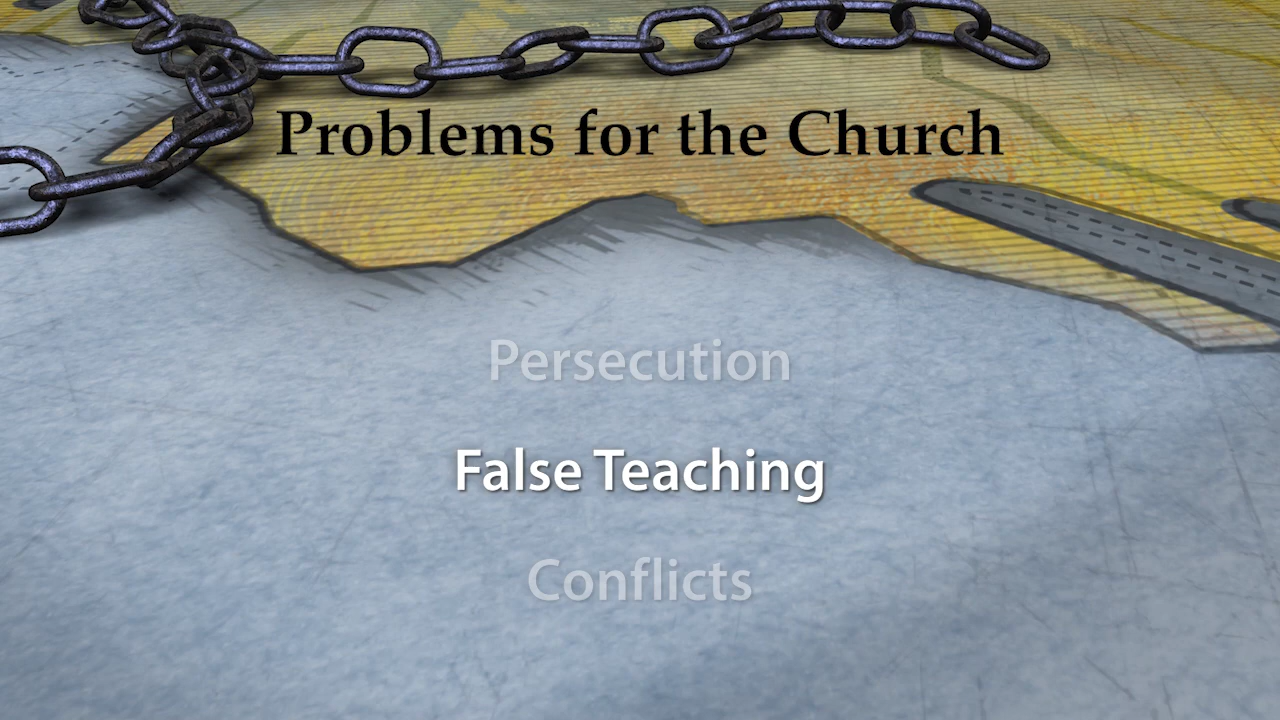 Problems for the Church
Persecution
False Teaching
Conflicts